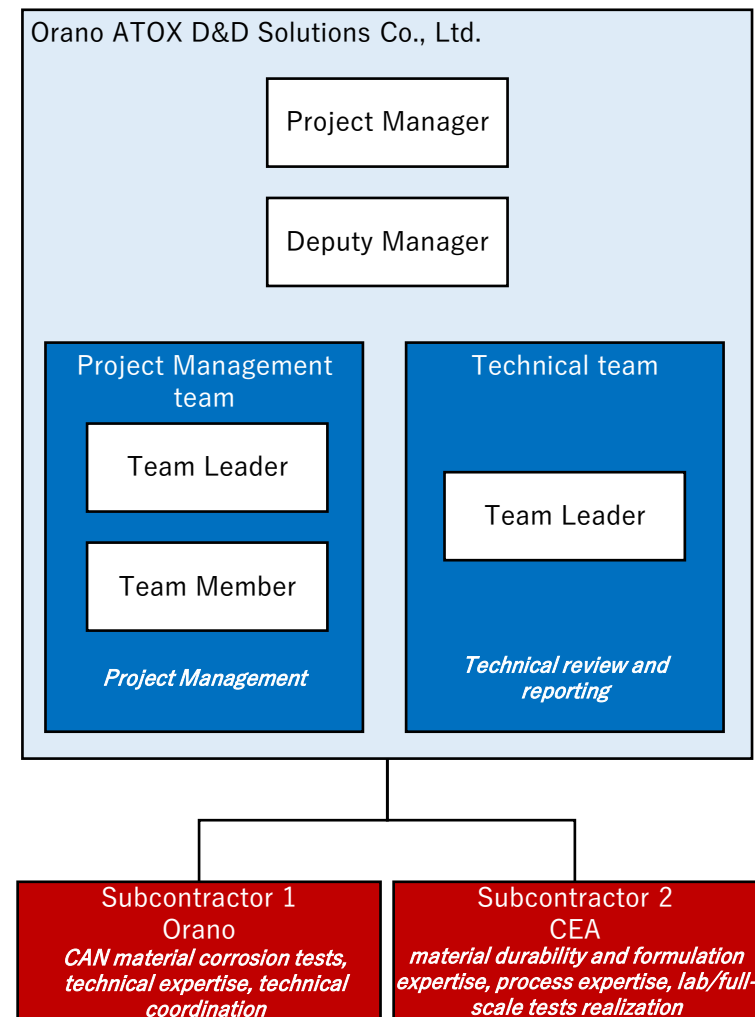 Orano ATOX D&D Solutions Co., Ltd.
Project Manager
Deputy Manager
Project Management
team
Team Leader
Team Member
Project Management
Technical team
Team Leader
Technical review and
reporting
Subcontractor 1
Orano
CAN material corrosion tests,
technical expertise, technical
coordination
Subcontractor 2
CEA
material durability and formulation
expertise, process expertise, lab/full-
scale tests realization